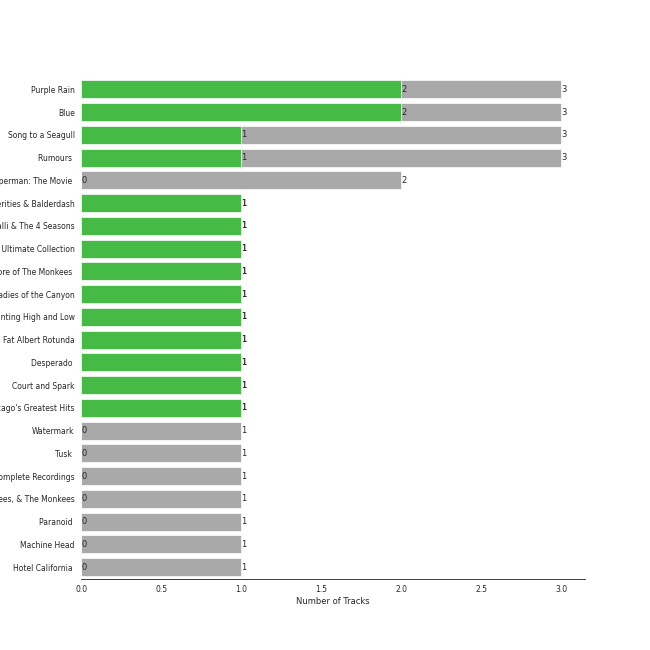 Purple Rain 2 3
Blue 2 3
Song to a Seagull 1 3
Rumours 1 3
perman: The Movie 0 2
rities & Balderdash 1
alli & The 4 Seasons 1
Ultimate Collection 1
ore of The Monkees 1
adies of the Canyon 1
nting High and Low 1
Fat Albert Rotunda 1
Desperado 1
Court and Spark 1
cago's Greatest Hits 1
Watermark 0 1
Tusk 0 1
omplete Recordings 0 1
ees, & The Monkees 0 1
Paranoid 0 1
Machine Head 0 1
Hotel California 0 1
0.0 0.5 1.0 1.5 2.0 2.5 3.0
Number of Tracks